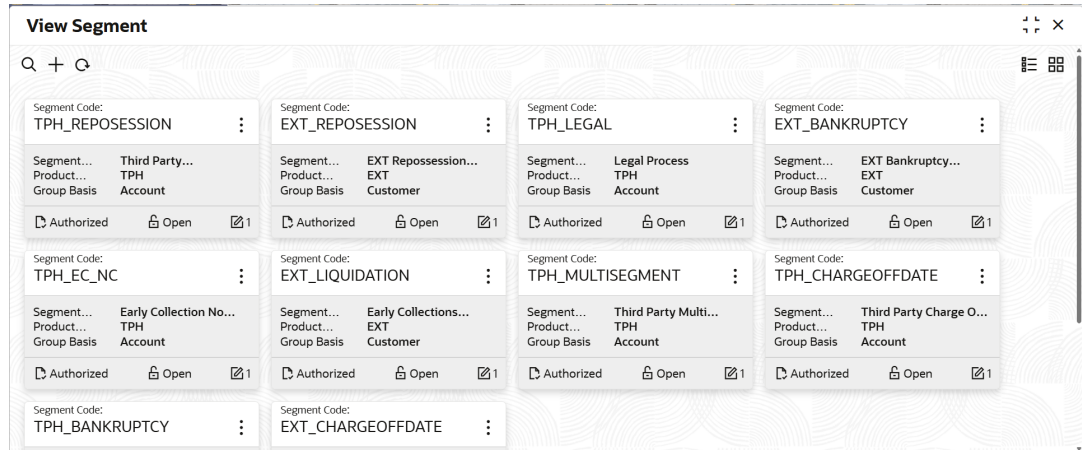 View Segment
Segment Code:
TPH_REPOSESSION
Segment... Third Party...
Product... TPH
Group Basis Account
Authorized Open 1
Segment Code:
EXT_REPOSESSION
Segment... EXT Repossession...
Product... EXT
Group Basis Customer
Authorized Open 1
Segment Code:
TPH_LEGAL
Segment... Legal Process
Product... TPH
Group Basis Account
Authorized Open 1
Segment Code:
EXT_BANKRUPTCY
Segment... EXT Bankruptcy...
Product... EXT
Group Basis Customer
Authorized Open 1
Segment Code:
TPH_EC_NC
Segment... Early Collection No...
Product... TPH
Group Basis Account
Authorized Open 1
Segment Code:
EXT_LIQUIDATION
Segment... Early Collections...
Product... EXT
Group Basis Customer
Authorized Open 1
Segment Code:
TPH_MULTISEGMENT
Segment... Third Party Multi...
Product... TPH
Group Basis Account
Authorized Open 1
Segment Code:
TPH_CHARGEOFFDATE
Segment... Third Party Charge O...
Product... TPH
Group Basis Account
Authorized Open 1
Segment Code:
TPH_BANKRUPTCY
Segment Code:
EXT_CHARGEOFFDATE